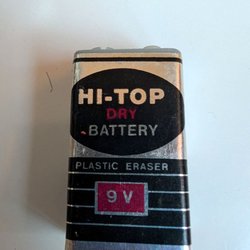 HI-TOP
DRY
BATTERY
PLASTIC ERASER
9V